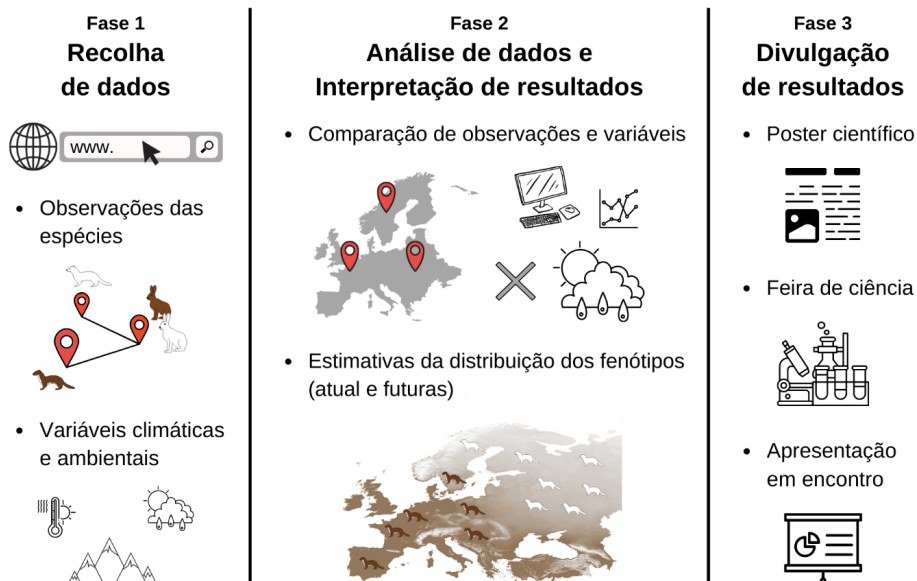 Fase 1
Recolha
de dados
www.
• Observações das
espécies
• Variáveis climáticas
e ambientais
Fase 2
Análise de dados e
Interpretação de resultados
• Comparação de observações e variáveis
• Estimativas da distribuição dos fenótipos
(atual e futuras)
Fase 3
Divulgação
de resultados
• Poster científico
• Feira de ciência
• Apresentação
em encontro